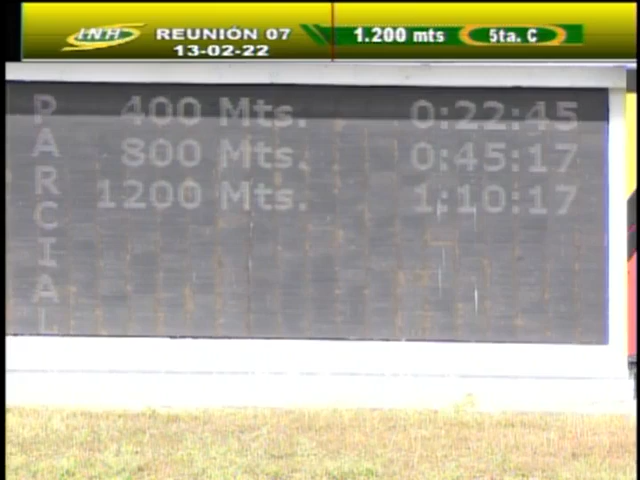 INH
REUNIÓN 07
13-02-22
1.200 mts
5ta. C
PARCIAL
400 Mts. 0:22:45
800 Mts. 0:45:17
1200 Mts. 1:10:17